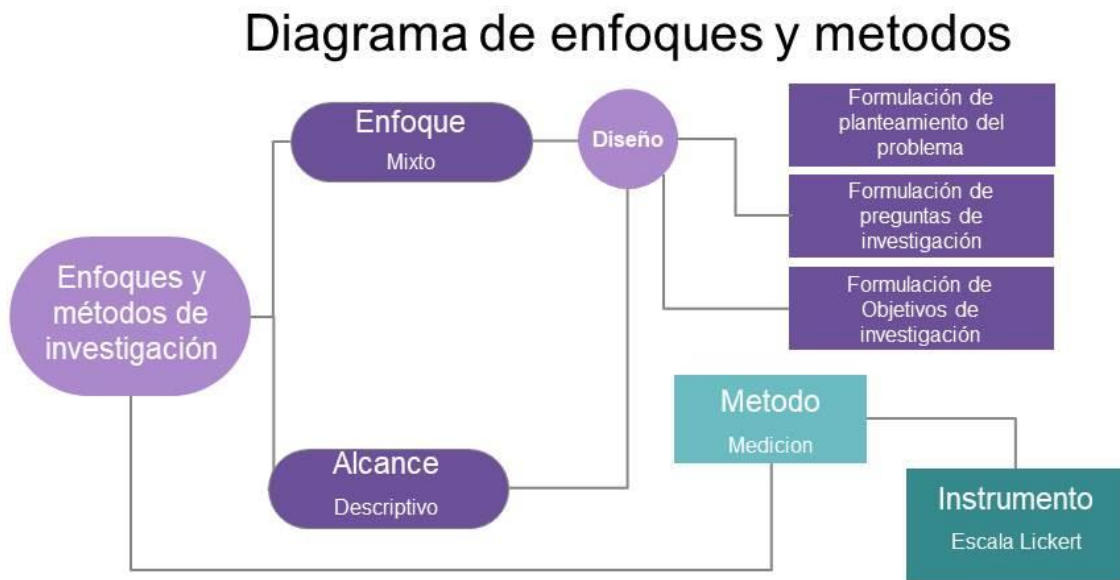 Diagrama de enfoques y metodos
Enfoque
Mixto
Diseño
Formulación de
planteamiento del
problema
Formulación de
preguntas de
investigación
Formulación de
Objetivos de
investigación
Enfoques y
métodos de
investigación
Alcance
Descriptivo
Metodo
Medicion
Instrumento
Escala Lickert